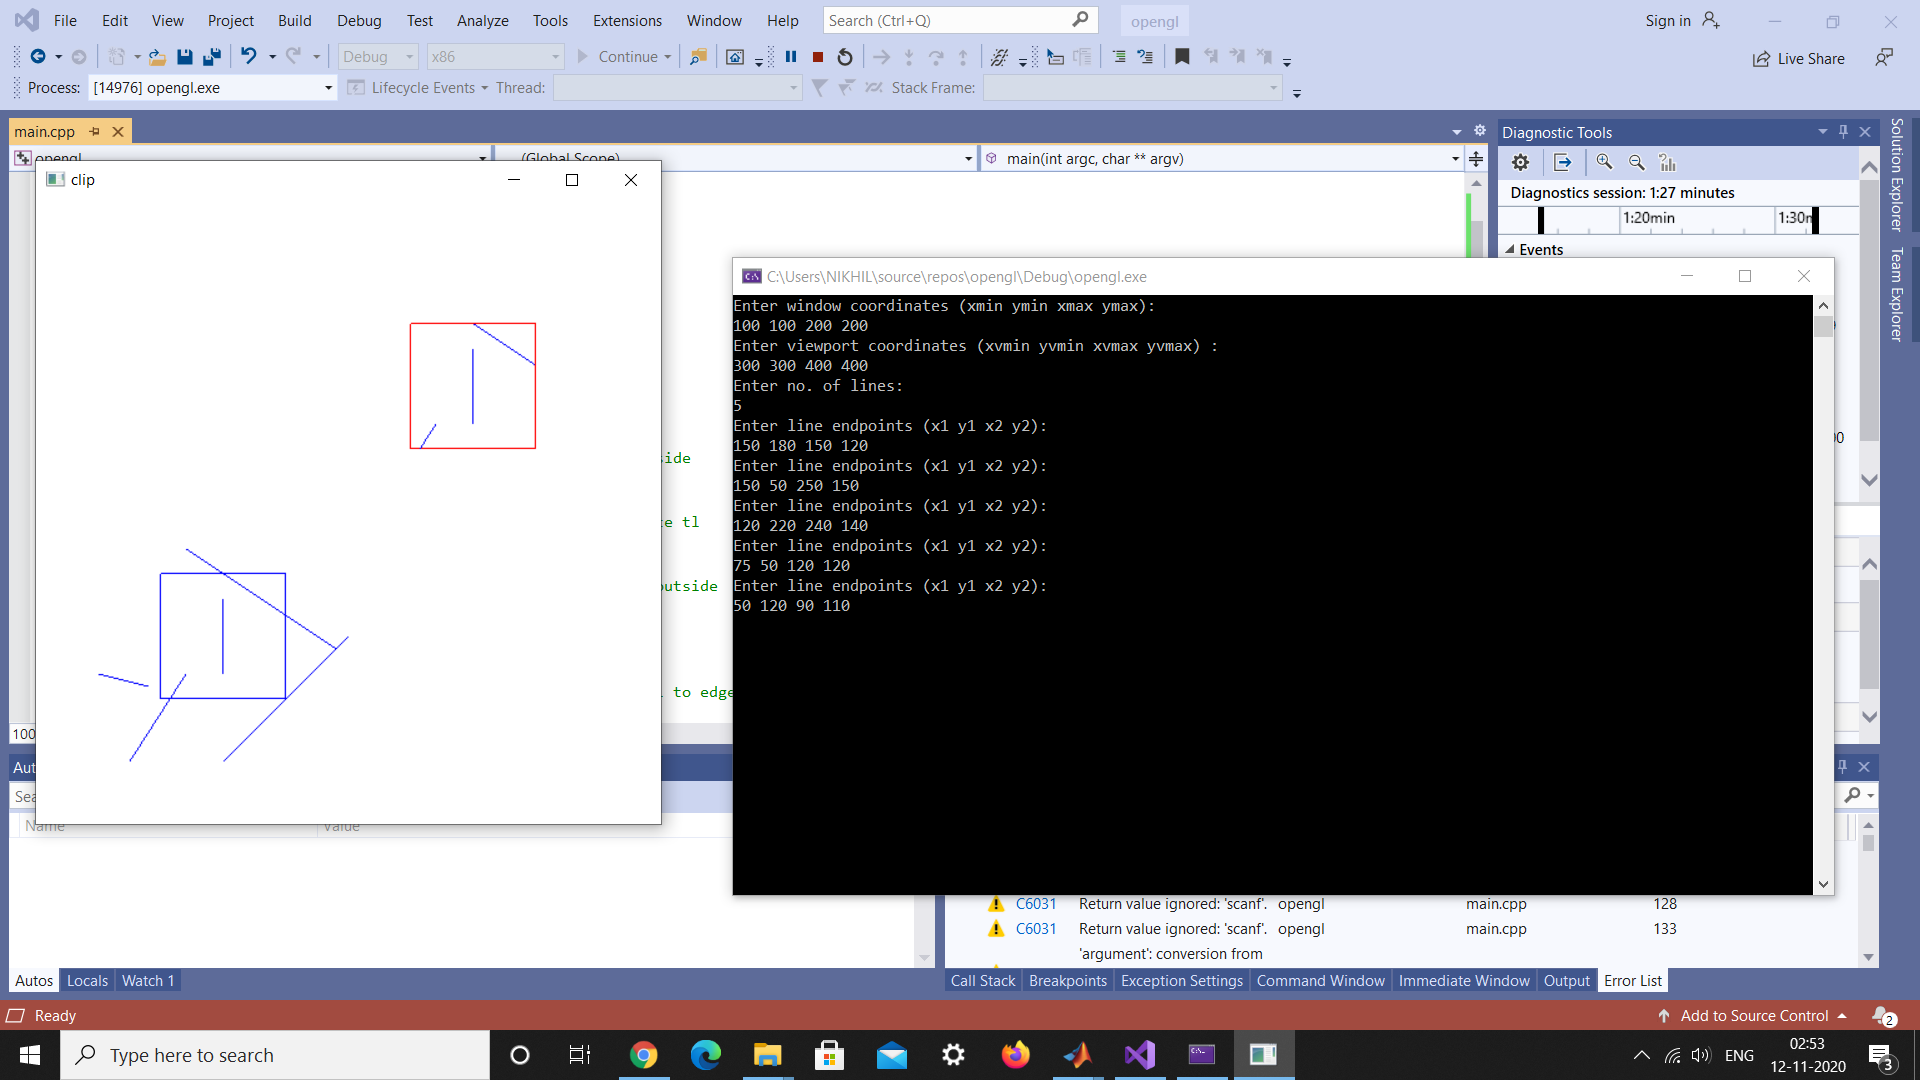 File Edit View Project Build Debug Test Analyze Tools Extensions Window Help Search (Ctrl+Q) opengl Sign in
Debug x86 Continue Live Share
Process: [14976] opengl.exe Lifecycle Events Thread: Stack Frame:
main.cpp
opengl (Global Scope) main(int argc, char ** argv)
clip
side
te tl
outside
l to edge
100
C:\Users\NIKHIL\source\repos\opengl\Debug\opengl.exe
Enter window coordinates (xmin ymin xmax ymax):
100 100 200 200
Enter viewport coordinates (xvmin yvmin xvmax yvmax) :
300 300 400 400
Enter no. of lines:
5
Enter line endpoints (x1 y1 x2 y2):
150 180 150 120
Enter line endpoints (x1 y1 x2 y2):
150 50 250 150
Enter line endpoints (x1 y1 x2 y2):
120 220 240 140
Enter line endpoints (x1 y1 x2 y2):
75 50 120 120
Enter line endpoints (x1 y1 x2 y2):
50 120 90 110
Diagnostic Tools
Diagnostics session: 1:27 minutes
1:20min 1:30m
Events
00
Solution Explorer
Team Explorer
Aut
Sea
Name Value
Autos Locals Watch 1
C6031 Return value ignored: 'scanf'. opengl main.cpp 128
C6031 Return value ignored: 'scanf'. opengl main.cpp 133
'argument': conversion from
Call Stack Breakpoints Exception Settings Command Window Immediate Window Output Error List
Ready Add to Source Control 2
Type here to search ENG 02:53
12-11-2020 3